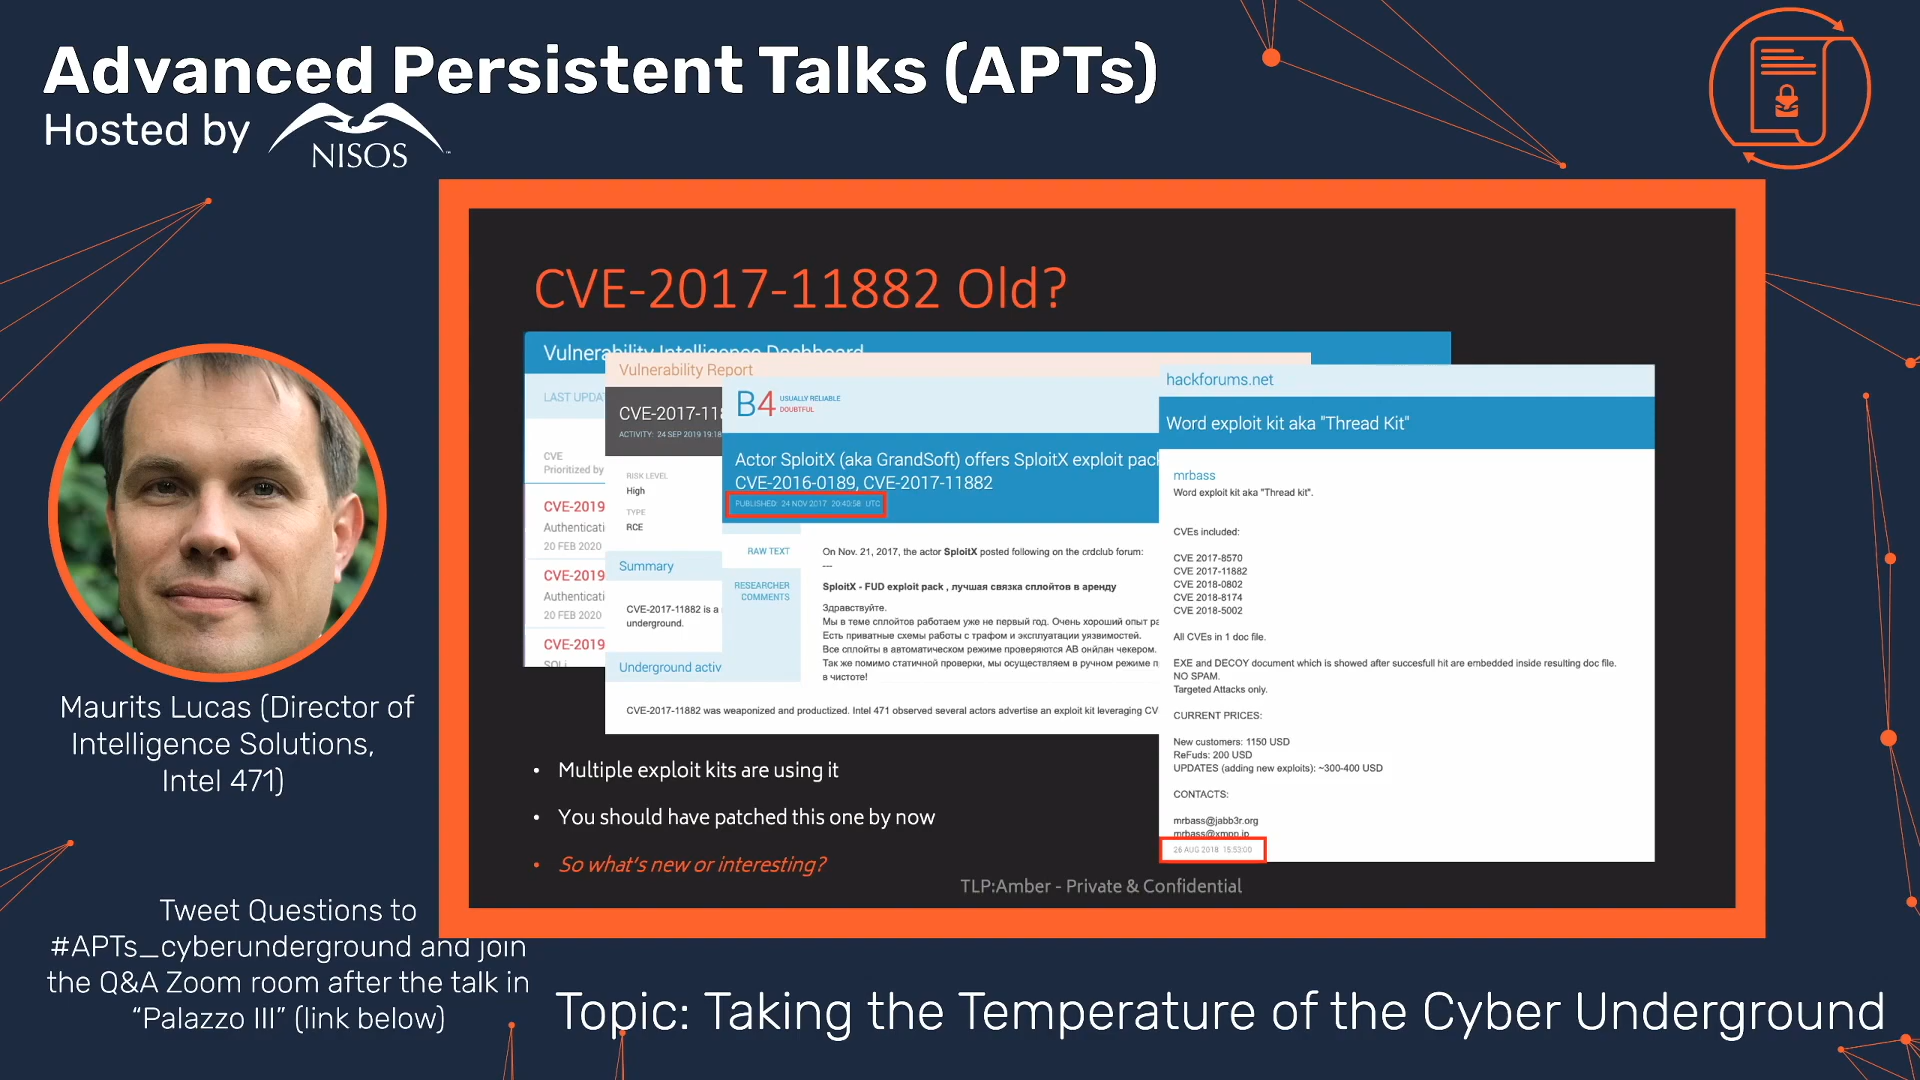 Advanced Persistent Talks (APTs)
Hosted by
NISOS
CVE-2017-11882 Old?
Vulnerability Intelligence Dashboard
LAST UPDA
CVE
Prioritized by
CVE-2019
Authenticati
20 FEB 2020
CVE-2019
Authenticati
20 FEB 2020
CVE-2019
SQLi
Vulnerability Report
CVE-2017-118
ACTIVITY: 24 SEP 2019 19:18
RISK LEVEL
High
TYPE
RCE
Summary
CVE-2017-11882 is a
underground.
Underground activ
CVE-2017-11882 was weaponized and productized. Intel 471 observed several actors advertise an exploit kit leveraging CV
B4 USUALLY RELIABLE
DOUBTFUL
Actor SploitX (aka GrandSoft) offers SploitX exploit pack
CVE-2016-0189, CVE-2017-11882
PUBLISHED: 24 NOV 2017 20:40:58 UTC
RAW TEXT
RESEARCHER
COMMENTS
On Nov. 21, 2017, the actor SploitX posted following on the crdclub forum:
---
SploitX - FUD exploit pack , лучшая связка сплойтов в аренду
Здравствуйте.
Мы в теме сплойтов работаем уже не первый год. Очень хороший опыт ра
Есть приватные схемы работы с трафом и эксплуатации уязвимостей.
Все сплойты в автоматическом режиме проверяются АВ онйлан чекером.
Так же помимо статичной проверки, мы осуществляем в ручном режиме п
в чистоте!
hackforums.net
Word exploit kit aka "Thread Kit"
mrbass
Word exploit kit aka "Thread kit".
CVEs included:
CVE 2017-8570
CVE 2017-11882
CVE 2018-0802
CVE 2018-8174
CVE 2018-5002
All CVEs in 1 doc file.
EXE and DECOY document which is showed after succesfull hit are embedded inside resulting doc file.
NO SPAM.
Targeted Attacks only.
CURRENT PRICES:
New customers: 1150 USD
ReFuds: 200 USD
UPDATES (adding new exploits): ~300-400 USD
CONTACTS:
mrbass@jabb3r.org
mrbass@xmpp.jp
26 AUG 2018 15:53:00
• Multiple exploit kits are using it
• You should have patched this one by now
• So what's new or interesting?
TLP:Amber - Private & Confidential
Maurits Lucas (Director of
Intelligence Solutions,
Intel 471)
Tweet Questions to
#APTs_cyberunderground and join
the Q&A Zoom room after the talk in
“Palazzo III” (link below)
Topic: Taking the Temperature of the Cyber Underground